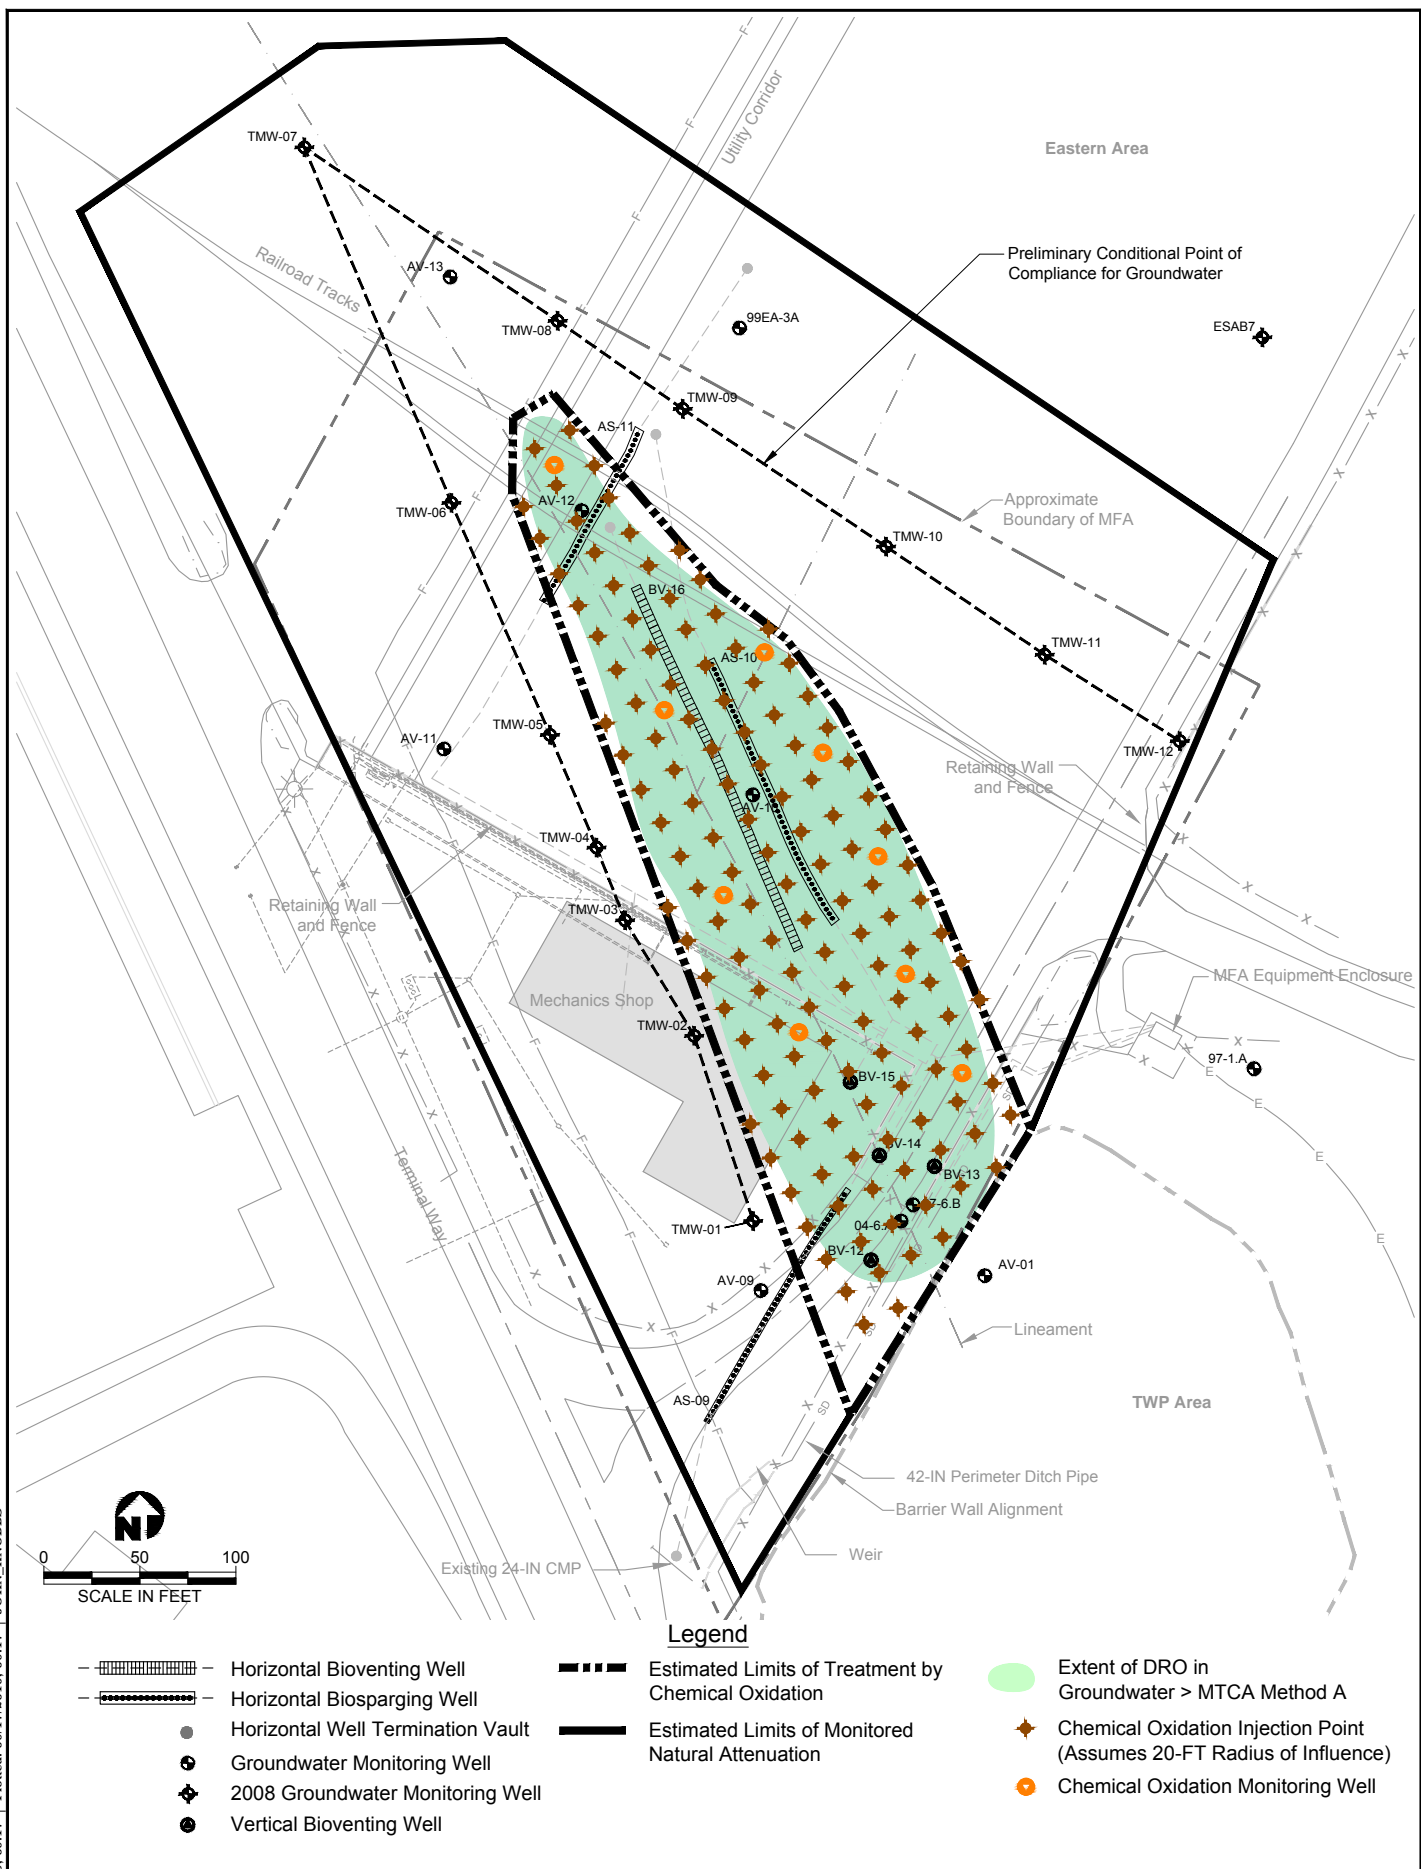 TMW-07
Utility Corridor
Eastern Area
Railroad Tracks
AV-13
Preliminary Conditional Point of
Compliance for Groundwater
TMW-08
99EA-3A
ESAB7
TMW-09
AS-11
TMW-06
AV-12
Approximate
Boundary of MFA
TMW-10
BV-16
AS-10
TMW-11
TMW-05
AV-11
TMW-12
Retaining Wall
and Fence
TMW-04
Retaining Wall
and Fence
TMW-03
Mechanics Shop
MFA Equipment Enclosure
TMW-02
97-1.A
BV-15
BV-14
BV-13
7-6.B
04-6.
TMW-01
BV-12
AV-09
AV-01
Terminal Way
Lineament
AS-09
TWP Area
42-IN Perimeter Ditch Pipe
Barrier Wall Alignment
Weir
Existing 24-IN CMP
N
0 50 100
SCALE IN FEET
Legend
Horizontal Bioventing Well
Horizontal Biosparging Well
Horizontal Well Termination Vault
Groundwater Monitoring Well
2008 Groundwater Monitoring Well
Vertical Bioventing Well
Estimated Limits of Treatment by
Chemical Oxidation
Estimated Limits of Monitored
Natural Attenuation
Extent of DRO in
Groundwater > MTCA Method A
Chemical Oxidation Injection Point
(Assumes 20-FT Radius of Influence)
Chemical Oxidation Monitoring Well